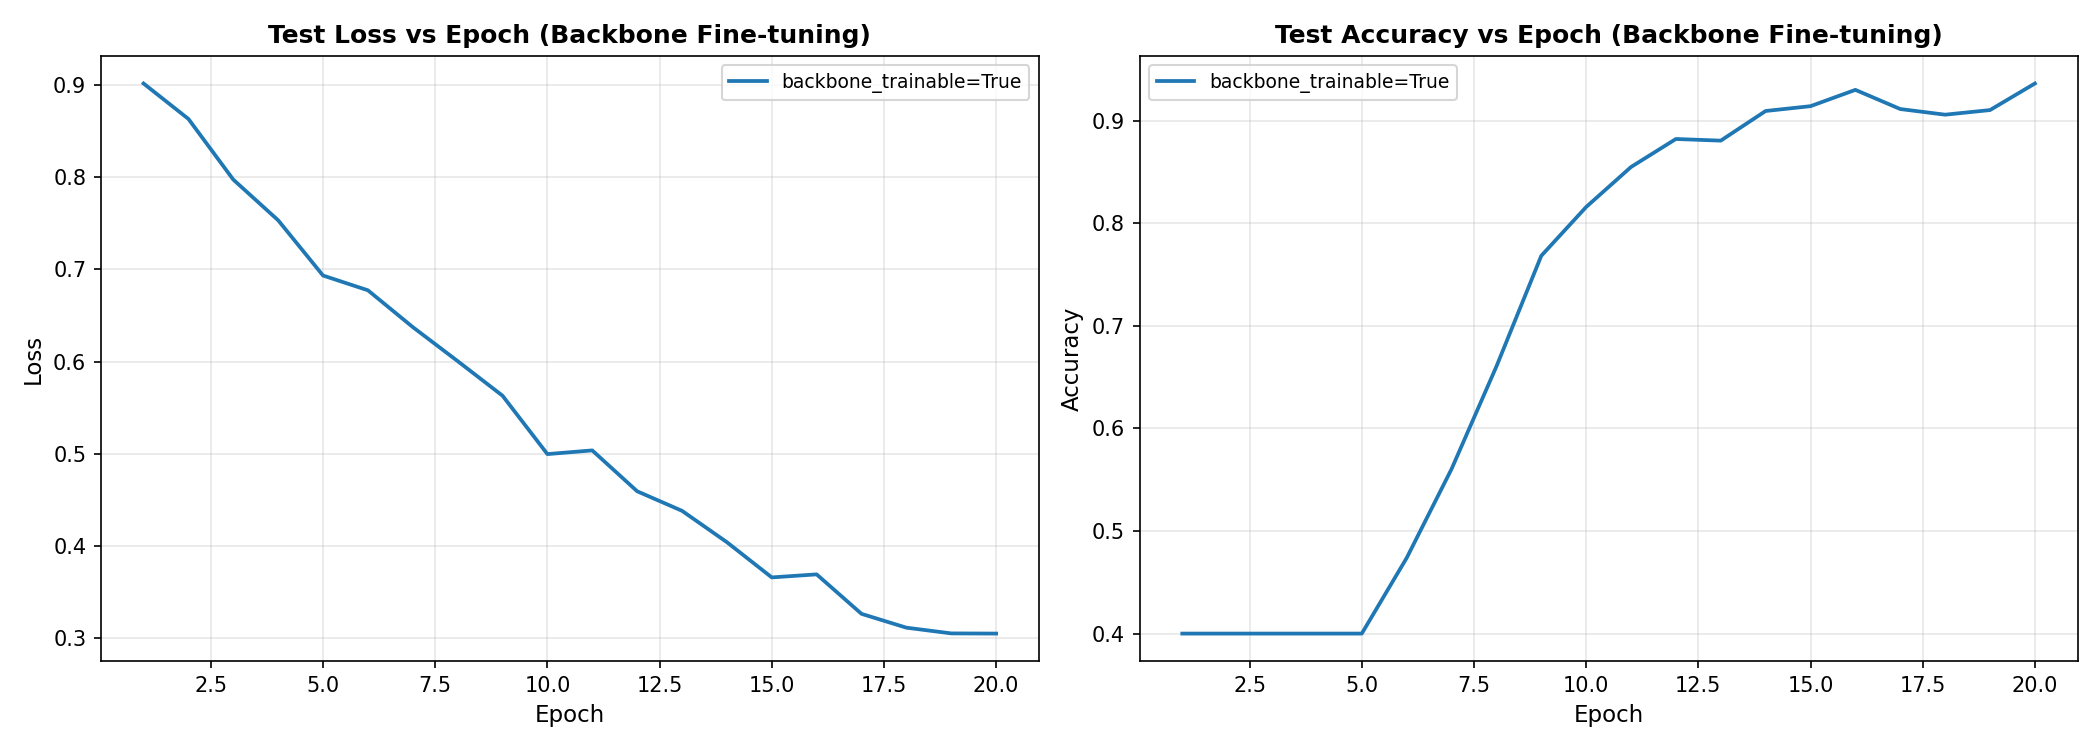 Test Loss vs Epoch (Backbone Fine-tuning)
backbone_trainable=True
Loss
0.9
0.8
0.7
0.6
0.5
0.4
0.3
2.5 5.0 7.5 10.0 12.5 15.0 17.5 20.0
Epoch
Test Accuracy vs Epoch (Backbone Fine-tuning)
backbone_trainable=True
Accuracy
0.9
0.8
0.7
0.6
0.5
0.4
2.5 5.0 7.5 10.0 12.5 15.0 17.5 20.0
Epoch